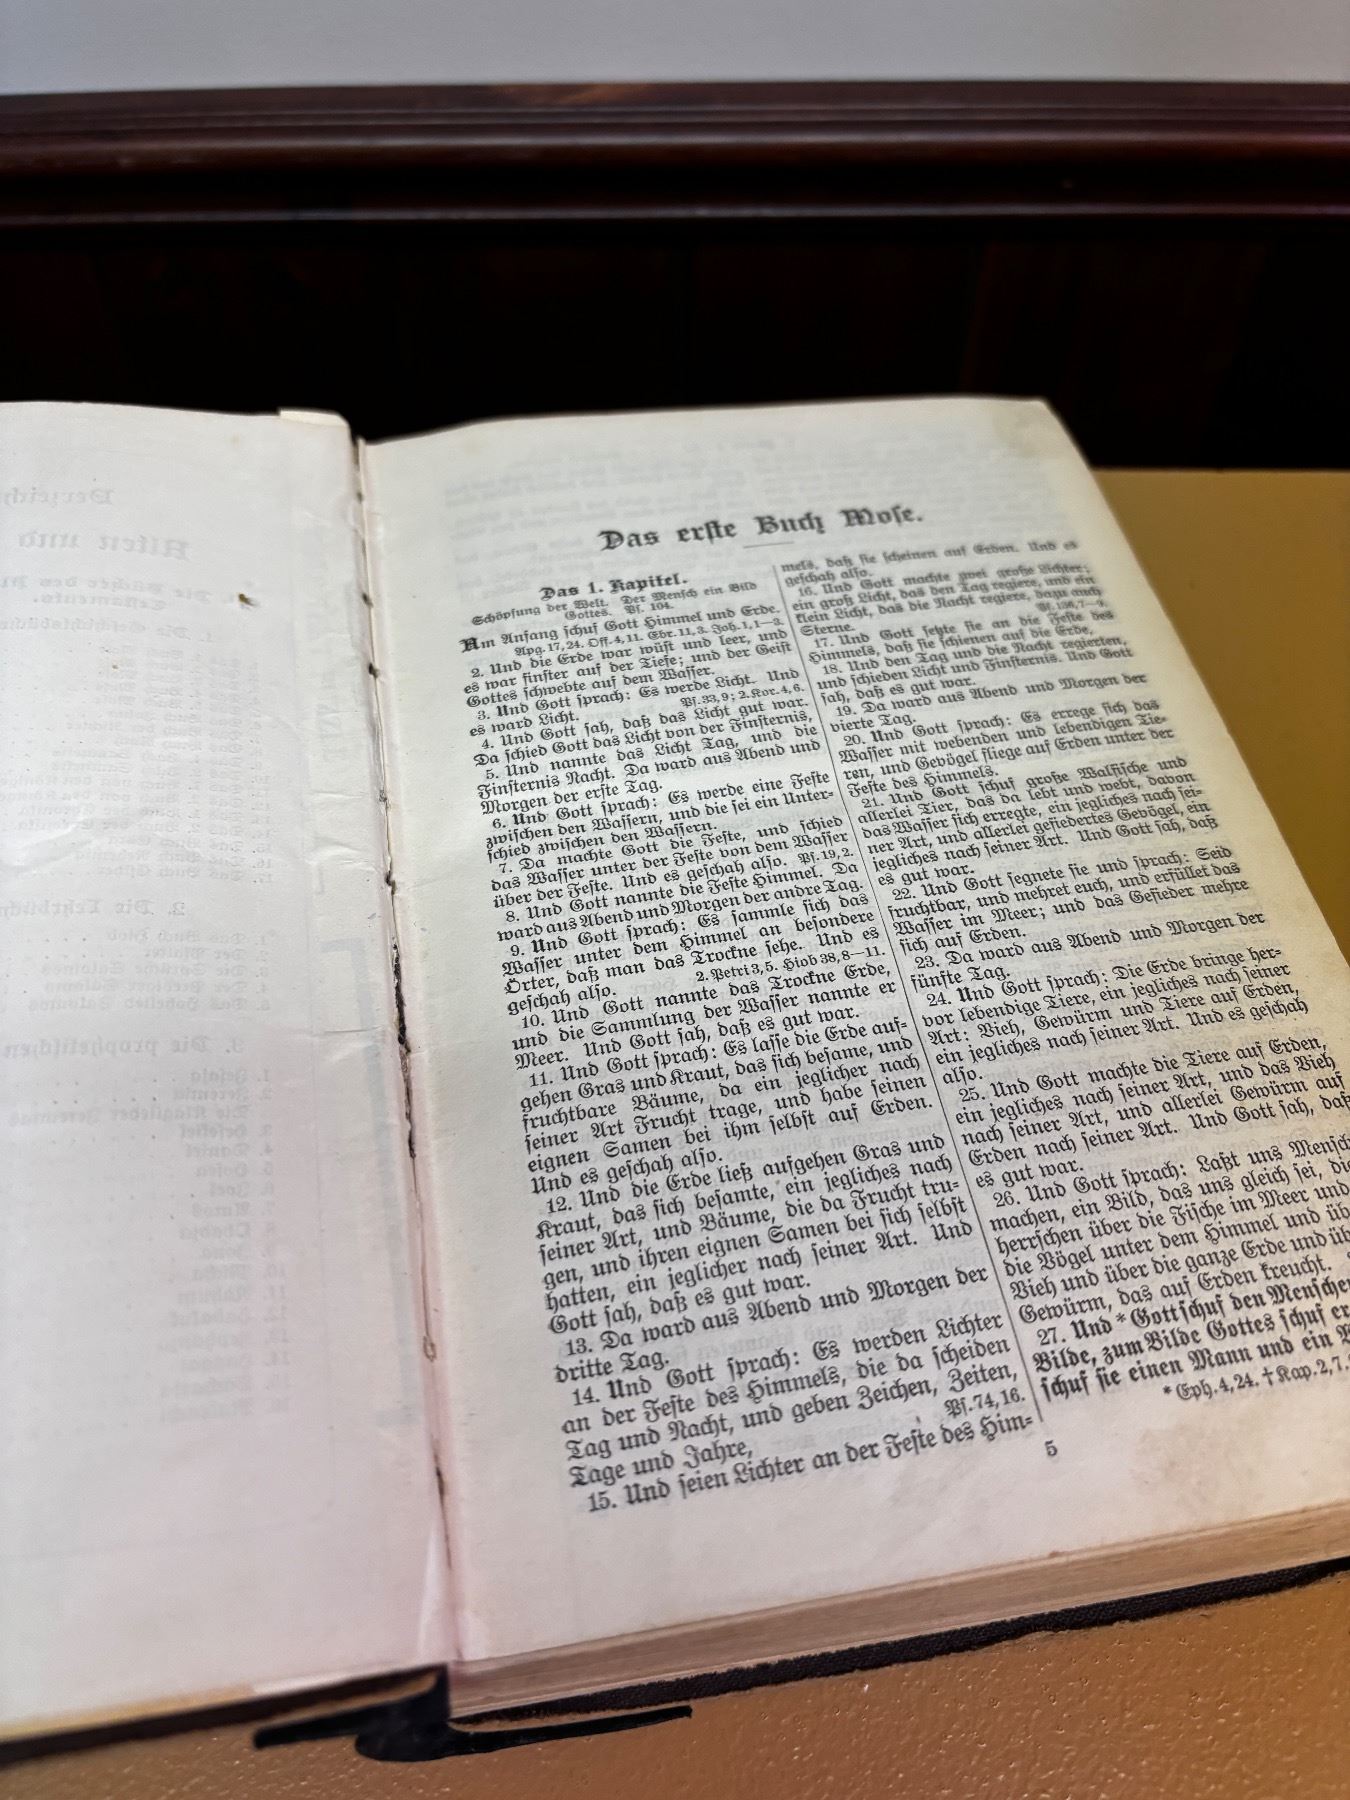 Das erste Buch Mose.
Das 1. Kapitel.
Schöpfung der Welt. Der Mensch ein Bild
Gottes. Ps. 104.
Am Anfang schuf Gott Himmel und Erde.
Apg. 17, 24. Off. 4, 11. Ebr. 11, 3. Joh. 1, 1—3.
2. Und die Erde war wüst und leer, und
es war finster auf der Tiefe; und der Geist
Gottes schwebte auf dem Wasser.
3. Und Gott sprach: Es werde Licht. Und
es ward Licht. Ps. 33, 9; 2. Kor. 4, 6.
4. Und Gott sah, daß das Licht gut war.
Da schied Gott das Licht von der Finsternis,
5. Und nannte das Licht Tag, und die
Finsternis Nacht. Da ward aus Abend und
Morgen der erste Tag.
6. Und Gott sprach: Es werde eine Feste
zwischen den Wassern, und die sei ein Unter-
schied zwischen den Wassern.
7. Da machte Gott die Feste, und schied
das Wasser unter der Feste von dem Wasser
über der Feste. Und es geschah also. Ps. 19, 2.
8. Und Gott nannte die Feste Himmel. Da
ward aus Abend und Morgen der andre Tag.
9. Und Gott sprach: Es sammle sich das
Wasser unter dem Himmel an besondere
Örter, daß man das Trockne sehe. Und es
geschah also. 2. Petri 3, 5. Hiob 38, 8—11.
10. Und Gott nannte das Trockne Erde,
und die Sammlung der Wasser nannte er
Meer. Und Gott sah, daß es gut war.
11. Und Gott sprach: Es lasse die Erde auf-
gehen Gras und Kraut, das sich besame, und
fruchtbare Bäume, da ein jeglicher nach
seiner Art Frucht trage, und habe seinen
eignen Samen bei ihm selbst auf Erden.
Und es geschah also.
12. Und die Erde ließ aufgehen Gras und
Kraut, das sich besamte, ein jegliches nach
seiner Art, und Bäume, die da Frucht tru-
gen, und ihren eignen Samen bei sich selbst
hatten, ein jeglicher nach seiner Art. Und
Gott sah, daß es gut war.
13. Da ward aus Abend und Morgen der
dritte Tag.
14. Und Gott sprach: Es werden Lichter
an der Feste des Himmels, die da scheiden
Tag und Nacht, und geben Zeichen, Zeiten,
Tage und Jahre, Ps. 74, 16.
15. Und seien Lichter an der Feste des Him-
mels, daß sie scheinen auf Erden. Und es
geschah also.
16. Und Gott machte zwei große Lichter;
ein groß Licht, das den Tag regiere, und ein
klein Licht, das die Nacht regiere, dazu auch
Sterne. Ps. 136, 7—9.
17. Und Gott setzte sie an die Feste des
Himmels, daß sie schienen auf die Erde,
18. Und den Tag und die Nacht regierten,
und schieden Licht und Finsternis. Und Gott
sah, daß es gut war.
19. Da ward aus Abend und Morgen der
vierte Tag.
20. Und Gott sprach: Es errege sich das
Wasser mit webenden und lebendigen Tie-
ren, und Gevögel fliege auf Erden unter der
Feste des Himmels.
21. Und Gott schuf große Walfische und
allerlei Tier, das da lebt und webt, davon
das Wasser sich erregte, ein jegliches nach sei-
ner Art, und allerlei gefiedertes Gevögel, ein
jegliches nach seiner Art. Und Gott sah, daß
es gut war.
22. Und Gott segnete sie und sprach: Seid
fruchtbar, und mehret euch, und erfüllet das
Wasser im Meer; und das Gefieder mehre
sich auf Erden.
23. Da ward aus Abend und Morgen der
fünfte Tag.
24. Und Gott sprach: Die Erde bringe her-
vor lebendige Tiere, ein jegliches nach seiner
Art: Vieh, Gewürm und Tiere auf Erden,
ein jegliches nach seiner Art. Und es geschah
also.
25. Und Gott machte die Tiere auf Erden,
ein jegliches nach seiner Art, und das Vieh
nach seiner Art, und allerlei Gewürm auf
Erden nach seiner Art. Und Gott sah, daß
es gut war.
26. Und Gott sprach: Laßt uns Mensch
machen, ein Bild, das uns gleich sei, die
herrschen über die Fische im Meer und
die Vögel unter dem Himmel und üb
Vieh und über die ganze Erde und üb
Gewürm, das auf Erden kreucht.
27. Und * Gott schuf den Menschen
Bilde, zum Bilde Gottes schuf er
schuf sie einen Mann und ein
* Eph. 4, 24. † Kap. 2, 7.
5